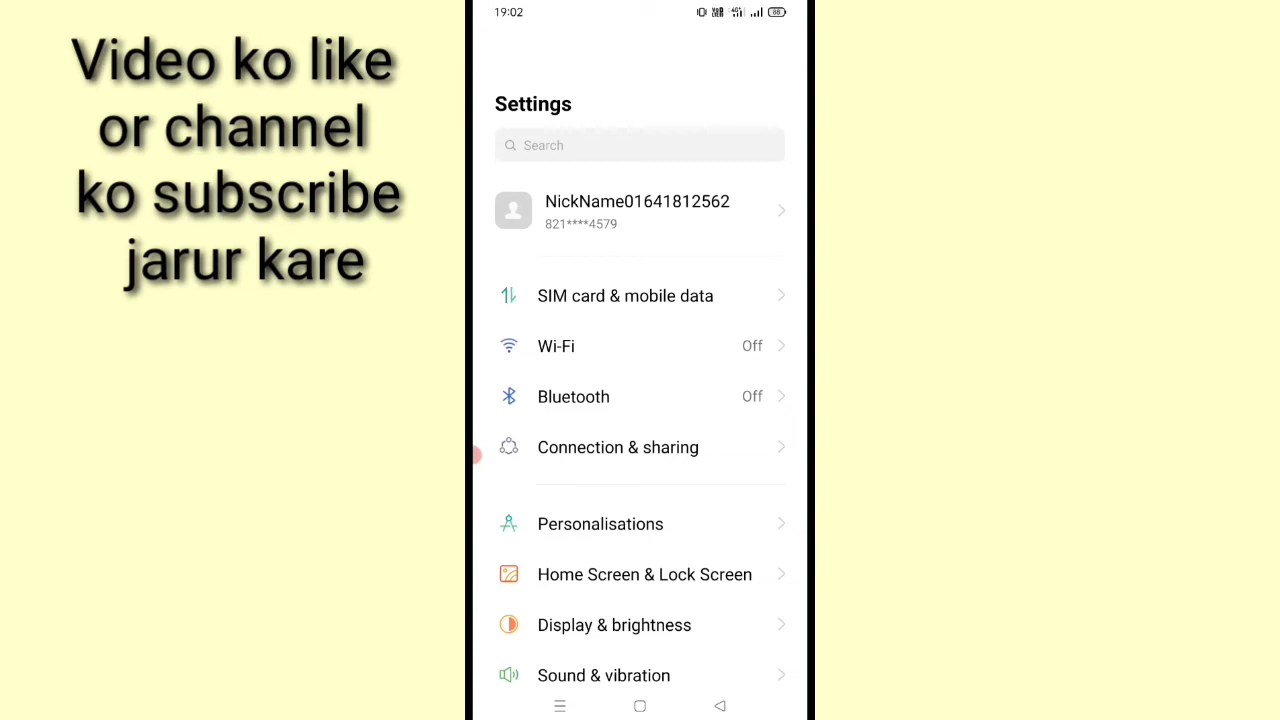 Video ko like
or channel
ko subscribe
jarur kare
19:02
88
Settings
Search
NickName01641812562
821****4579
SIM card & mobile data
Wi-Fi Off
Bluetooth Off
Connection & sharing
Personalisations
Home Screen & Lock Screen
Display & brightness
Sound & vibration